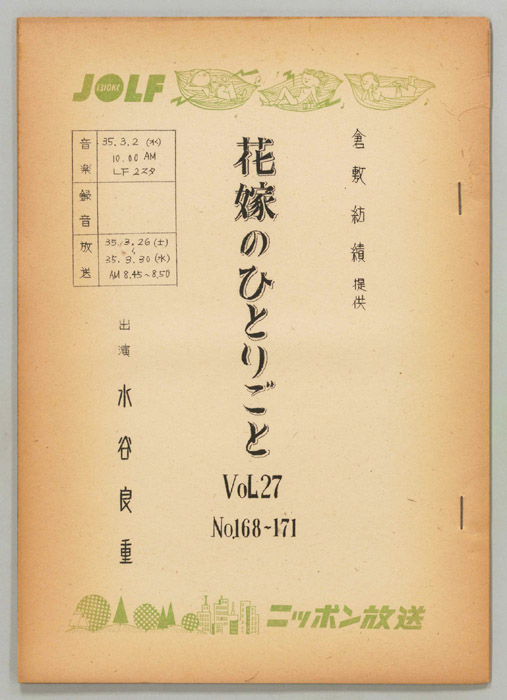 JOLF
1310KC
倉敷紡績 提供
花嫁のひとりごと
VoL.27
No.168~171
音楽
35.3.2 (水)
10.00 AM
LF 2スタ
録音
放送
35.3.26 (土)
35.3.30 (水)
AM 8.45~8.50
出演 水谷良重
ニッポン放送